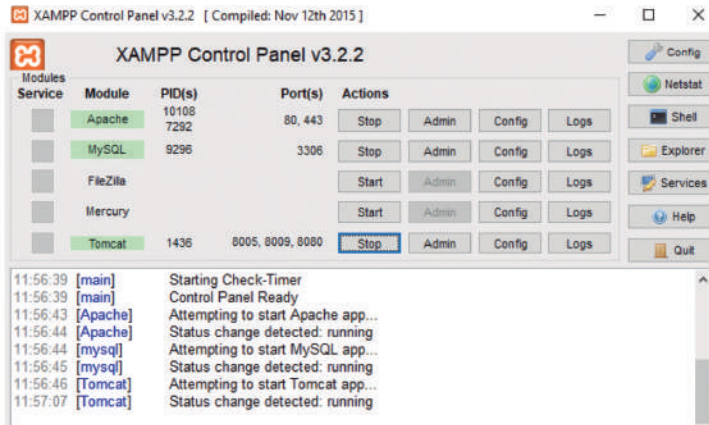 XAMPP Control Panel v3.2.2 [ Compiled: Nov 12th 2015 ]
XAMPP Control Panel v3.2.2
Config
Modules
Service Module PID(s) Port(s) Actions
Netstat
Apache 10108 7292 80, 443 Stop Admin Config Logs
Shell
MySQL 9296 3306 Stop Admin Config Logs
Explorer
FileZilla Start Admin Config Logs
Services
Mercury Start Admin Config Logs
Help
Tomcat 1436 8005, 8009, 8080 Stop Admin Config Logs
Quit
11:56:39 [main] Starting Check-Timer
11:56:39 [main] Control Panel Ready
11:56:43 [Apache] Attempting to start Apache app...
11:56:44 [Apache] Status change detected: running
11:56:44 [mysql] Attempting to start MySQL app...
11:56:45 [mysql] Status change detected: running
11:56:46 [Tomcat] Attempting to start Tomcat app...
11:57:07 [Tomcat] Status change detected: running